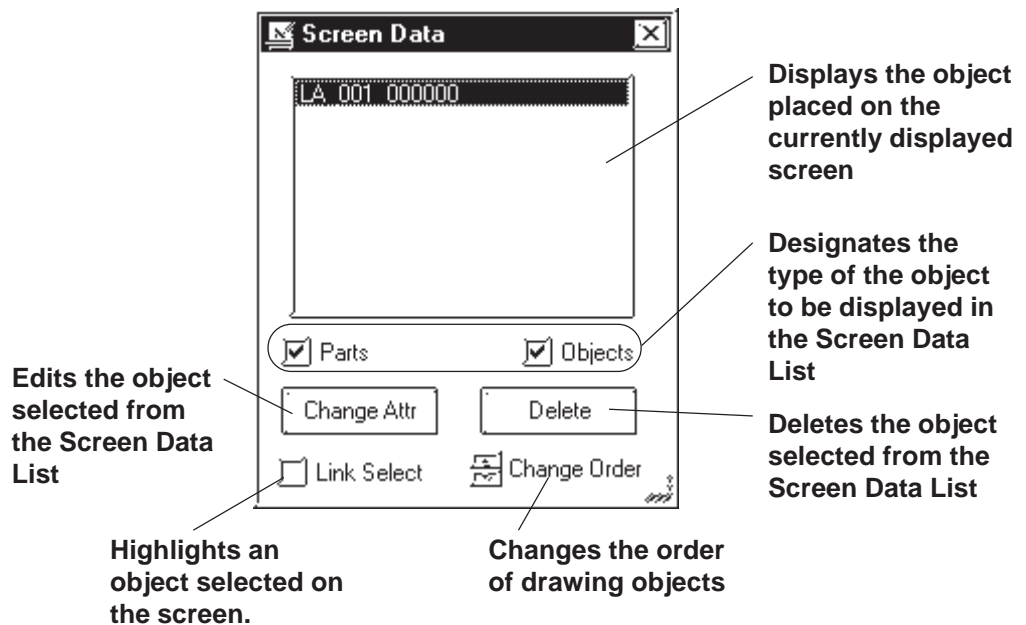 Screen Data
LA 001 000000
Displays the object
placed on the
currently displayed
screen
Designates the
type of the object
to be displayed in
the Screen Data
List
Parts
Objects
Edits the object
selected from
the Screen Data
List
Change Attr
Delete
Deletes the object
selected from the
Screen Data List
Link Select
Change Order
Highlights an
object selected on
the screen.
Changes the order
of drawing objects